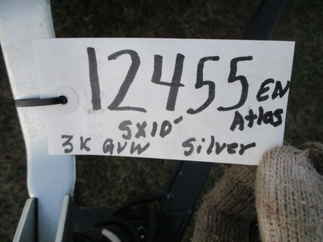 12455 EN
Atlas
5X10'
3K GVW Silver